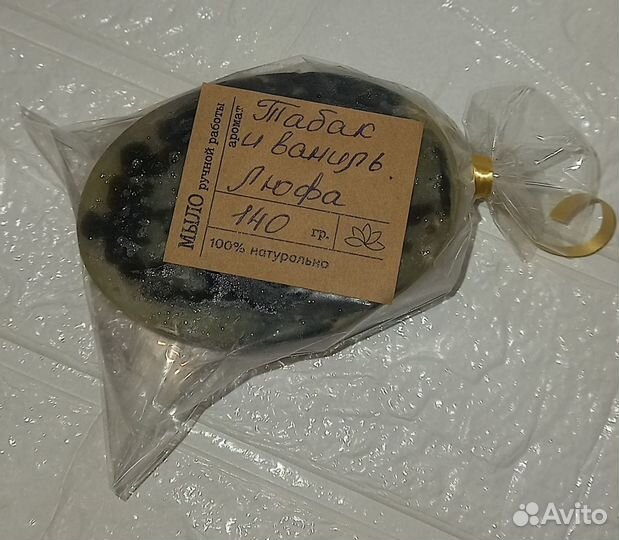 МЫЛО ручной работы
аромат
Табак
и ваниль.
Люфа
140 гр.
100% натурально
Avito